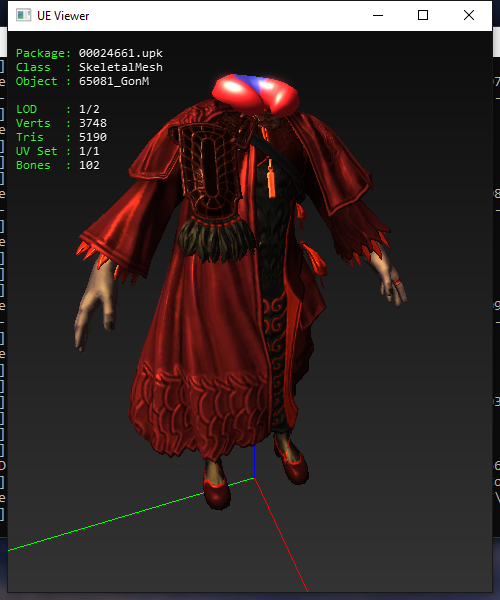 UE Viewer
Package: 00024661.upk
Class : SkeletalMesh
Object : 65081_GonM
LOD : 1/2
Verts : 3748
Tris : 5190
UV Set : 1/1
Bones : 102